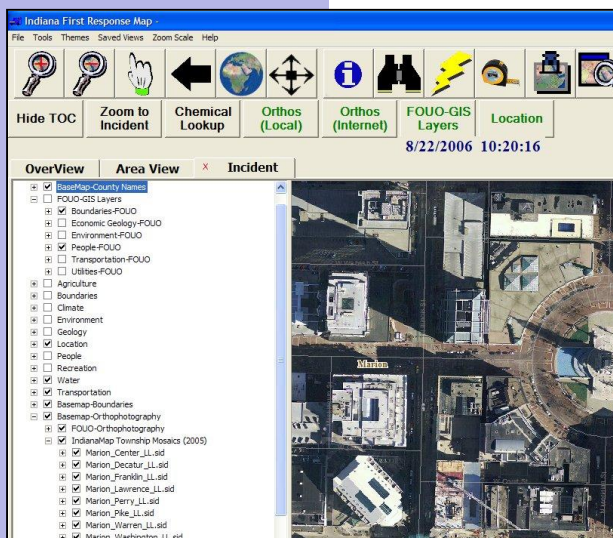 Indiana First Response Map -
File Tools Themes Saved Views Zoom Scale Help
Hide TOC
Zoom to Incident
Chemical Lookup
Orthos (Local)
Orthos (Internet)
FOUO-GIS Layers
Location
8/22/2006 10:20:16
OverView Area View X Incident
BaseMap-County Names
FOUO-GIS Layers
Boundaries-FOUO
Economic Geology-FOUO
Environment-FOUO
People-FOUO
Transportation-FOUO
Utilities-FOUO
Agriculture
Boundaries
Climate
Environment
Geology
Location
People
Recreation
Water
Transportation
Basemap-Boundaries
Basemap-Orthophotography
FOUO-Orthophotography
IndianaMap Township Mosaics (2005)
Marion_Center_LL.sid
Marion_Decatur_LL.sid
Marion_Franklin_LL.sid
Marion_Lawrence_LL.sid
Marion_Perry_LL.sid
Marion_Pike_LL.sid
Marion_Warren_LL.sid
Marion_Washington_LL.sid
Marion